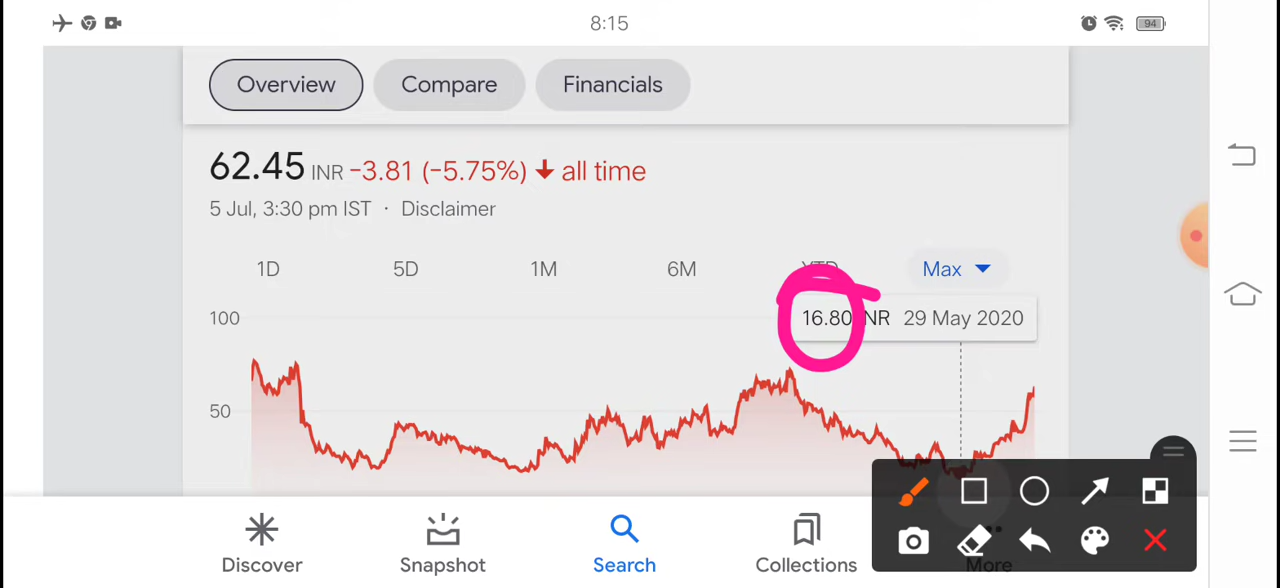 8:15
94
Overview Compare Financials
62.45 INR −3.81 (−5.75%) all time
5 Jul, 3:30 pm IST · Disclaimer
1D 5D 1M 6M YTD Max
100
16.80 INR 29 May 2020
50
Discover Snapshot Search Collections More